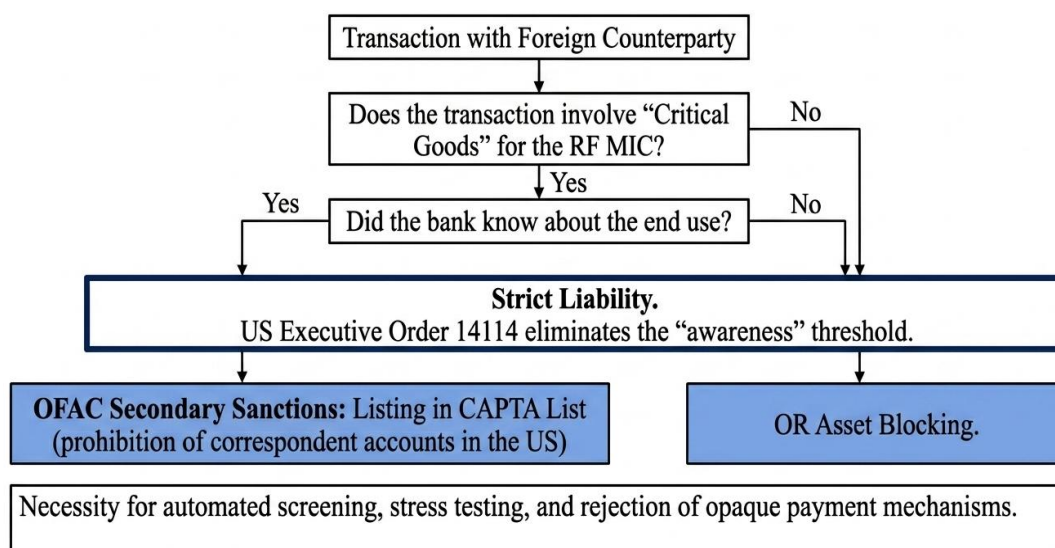 Transaction with Foreign Counterparty
Does the transaction involve “Critical
Goods” for the RF MIC?
No
Yes
Yes
Did the bank know about the end use?
No
Strict Liability.
US Executive Order 14114 eliminates the “awareness” threshold.
OFAC Secondary Sanctions: Listing in CAPTA List
(prohibition of correspondent accounts in the US)
OR Asset Blocking.
Necessity for automated screening, stress testing, and rejection of opaque payment mechanisms.